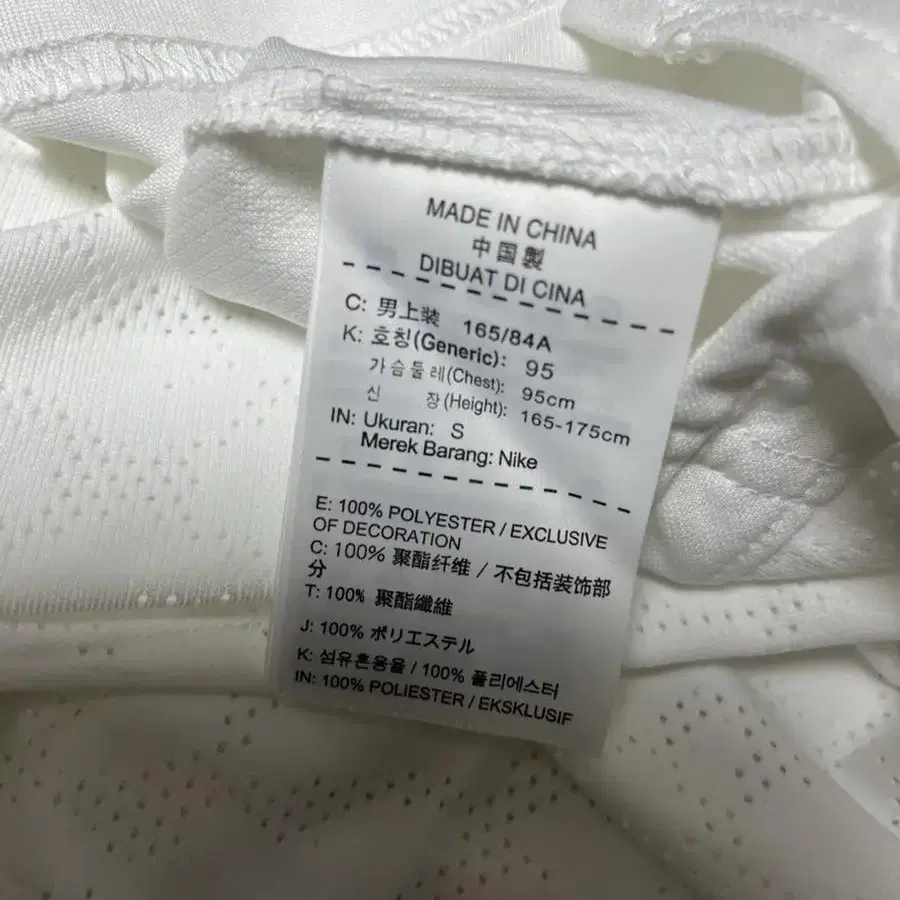 MADE IN CHINA
中国製
DIBUAT DI CINA
C: 男上装 165/84A
K: 호칭(Generic): 95
가슴둘레(Chest): 95cm
신 장(Height): 165-175cm
IN: Ukuran: S
Merek Barang: Nike
E: 100% POLYESTER / EXCLUSIVE
OF DECORATION
C: 100% 聚酯纤维 / 不包括装饰部
分
T: 100% 聚酯纖維
J: 100% ポリエステル
K: 섬유혼용율 / 100% 폴리에스터
IN: 100% POLIESTER / EKSKLUSIF